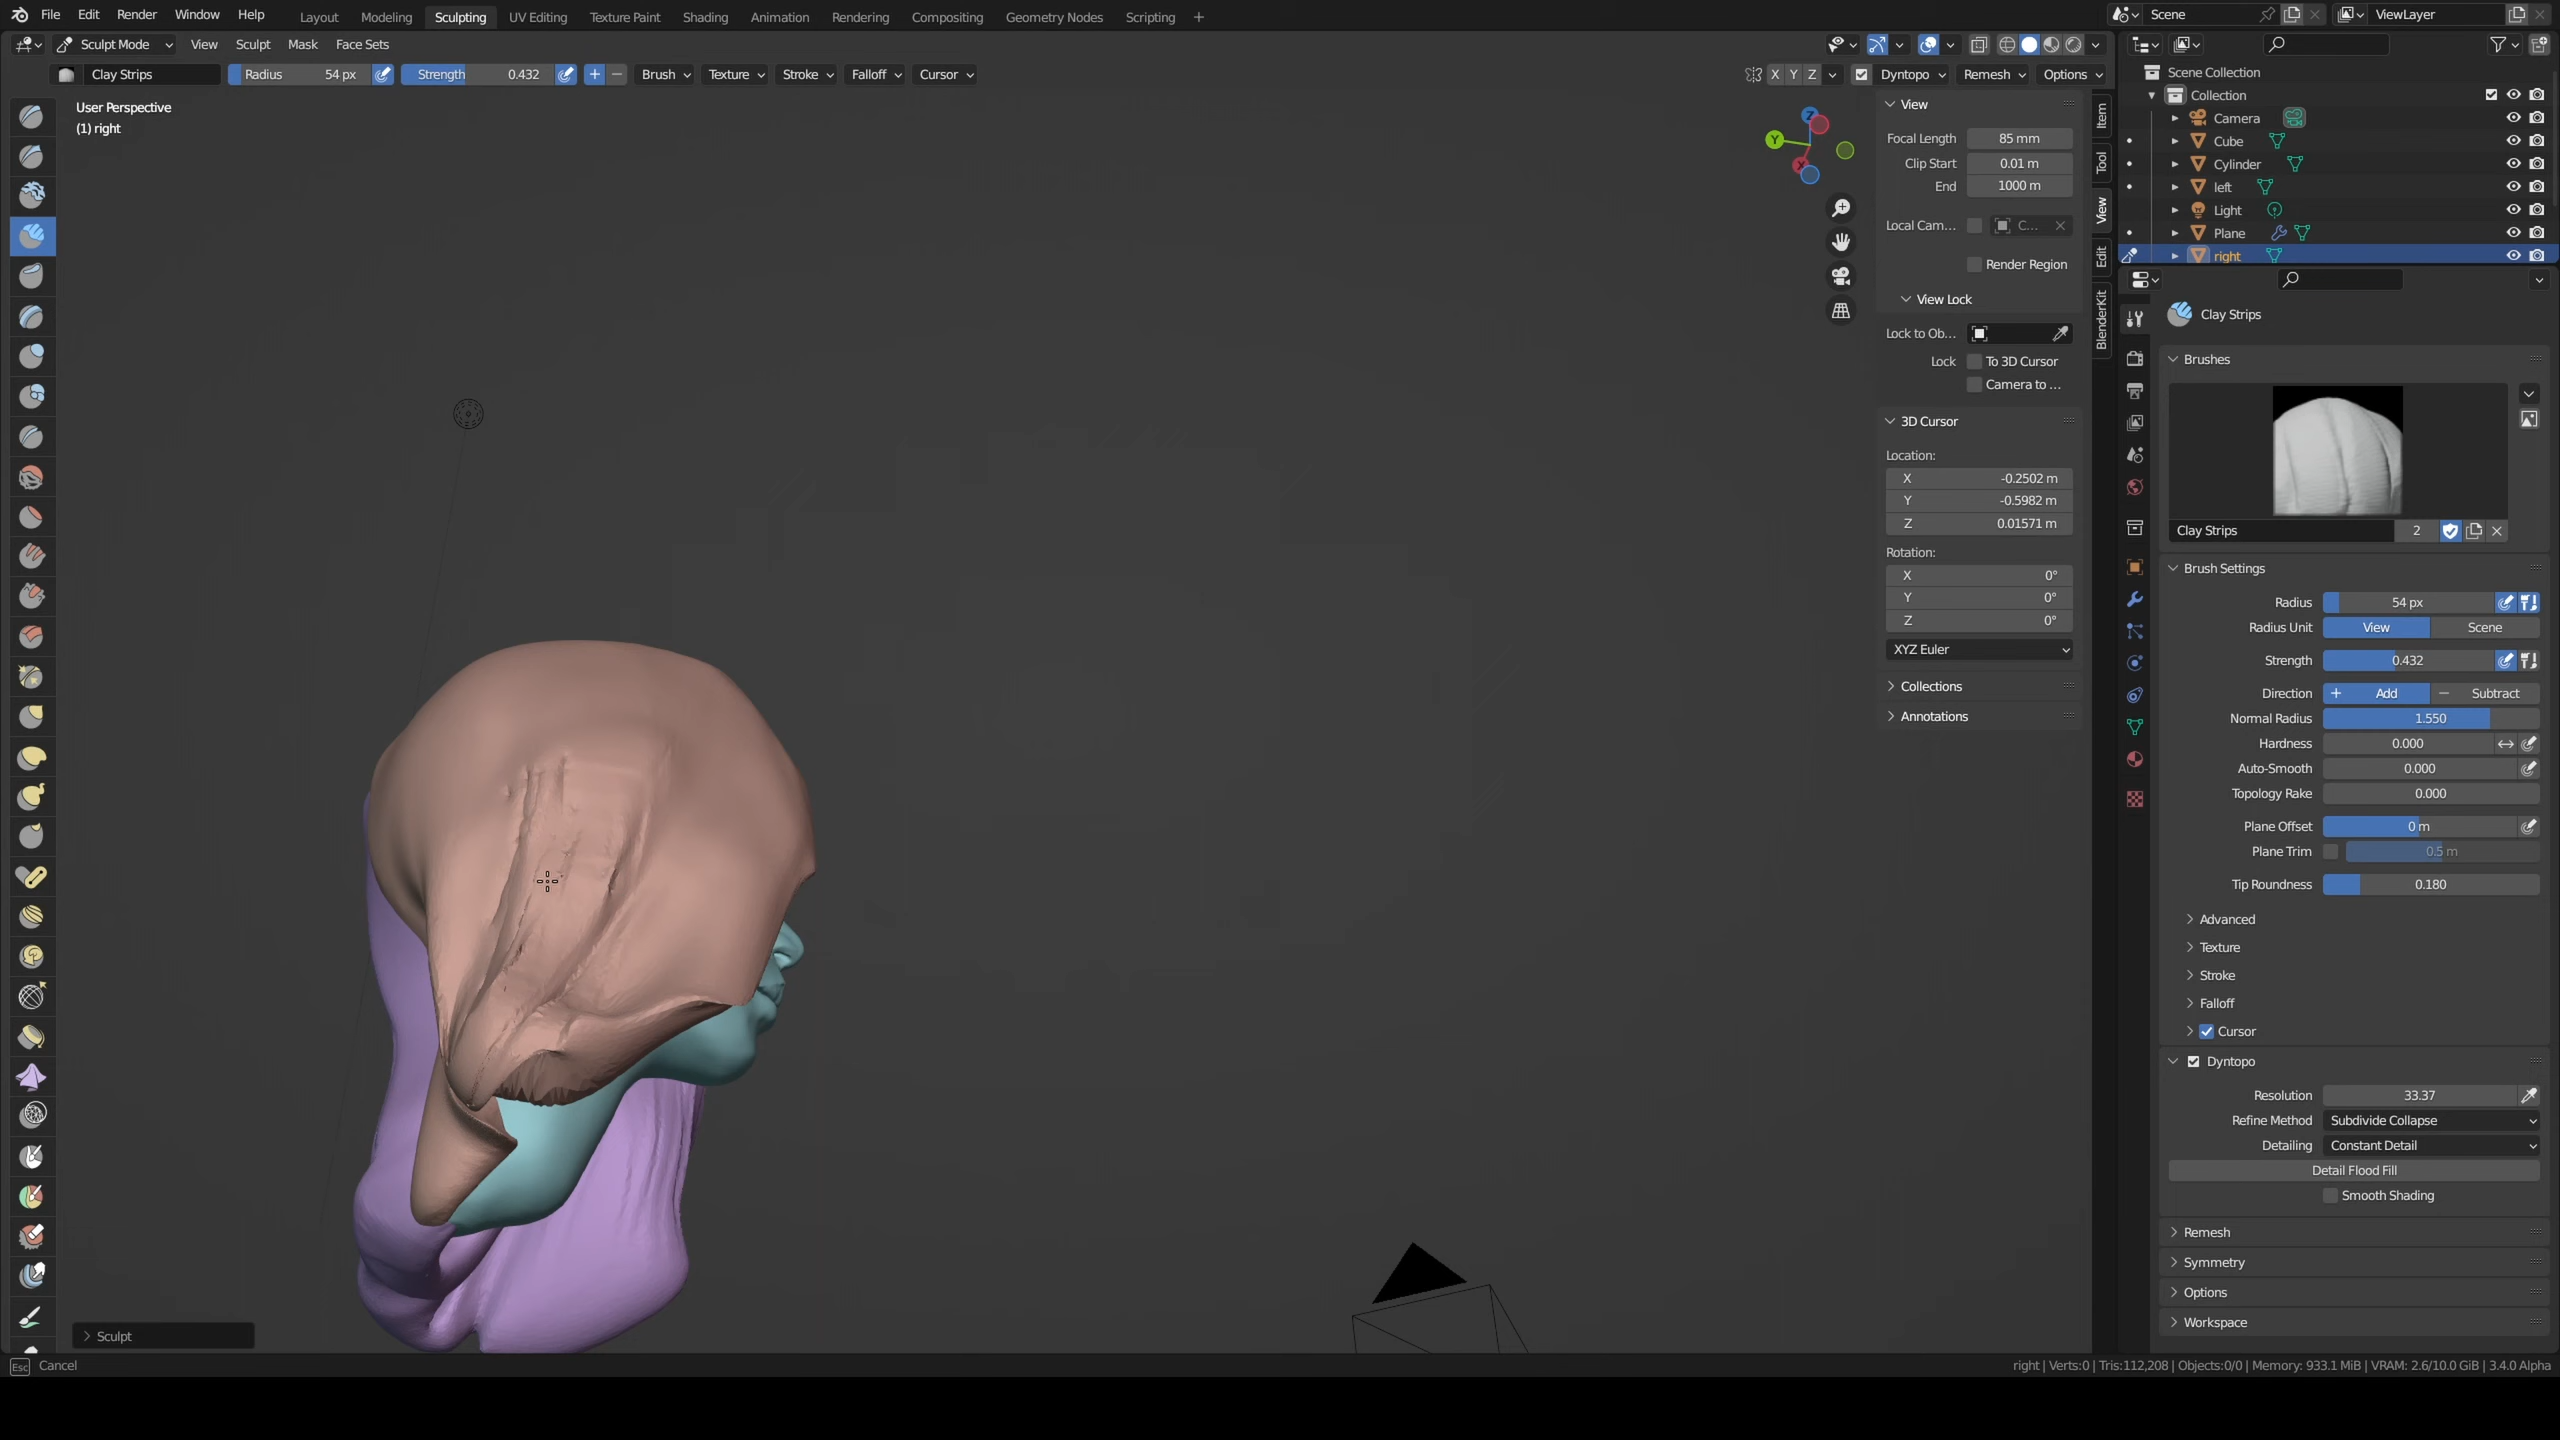 File Edit Render Window Help Layout Modeling Sculpting UV Editing Texture Paint Shading Animation Rendering Compositing Geometry Nodes Scripting + Scene ViewLayer
Sculpt Mode View Sculpt Mask Face Sets
Clay Strips Radius 54 px Strength 0.432 + − Brush Texture Stroke Falloff Cursor X Y Z Dyntopo Remesh Options
User Perspective
(1) right
Z
Y
X
View
Focal Length 85 mm
Clip Start 0.01 m
End 1000 m
Local Cam... C...
Render Region
View Lock
Lock to Ob...
Lock To 3D Cursor
Camera to ...
3D Cursor
Location:
X -0.2502 m
Y -0.5982 m
Z 0.01571 m
Rotation:
X 0°
Y 0°
Z 0°
XYZ Euler
Collections
Annotations
Item
Tool
View
Edit
BlenderKit
Scene Collection
Collection
Camera
Cube
Cylinder
left
Light
Plane
right
Clay Strips
Brushes
Clay Strips 2
Brush Settings
Radius 54 px
Radius Unit View Scene
Strength 0.432
Direction + Add − Subtract
Normal Radius 1.550
Hardness 0.000
Auto-Smooth 0.000
Topology Rake 0.000
Plane Offset 0 m
Plane Trim 0.5 m
Tip Roundness 0.180
Advanced
Texture
Stroke
Falloff
Cursor
Dyntopo
Resolution 33.37
Refine Method Subdivide Collapse
Detailing Constant Detail
Detail Flood Fill
Smooth Shading
Remesh
Symmetry
Options
Workspace
Sculpt
Esc Cancel
right | Verts:0 | Tris:112,208 | Objects:0/0 | Memory: 933.1 MiB | VRAM: 2.6/10.0 GiB | 3.4.0 Alpha